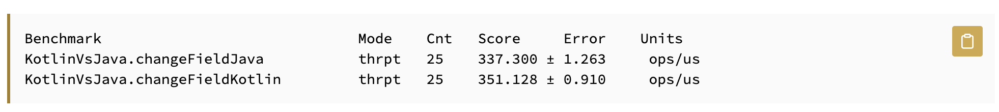 Benchmark Mode Cnt Score Error Units
KotlinVsJava.changeFieldJava thrpt 25 337.300 ± 1.263 ops/us
KotlinVsJava.changeFieldKotlin thrpt 25 351.128 ± 0.910 ops/us